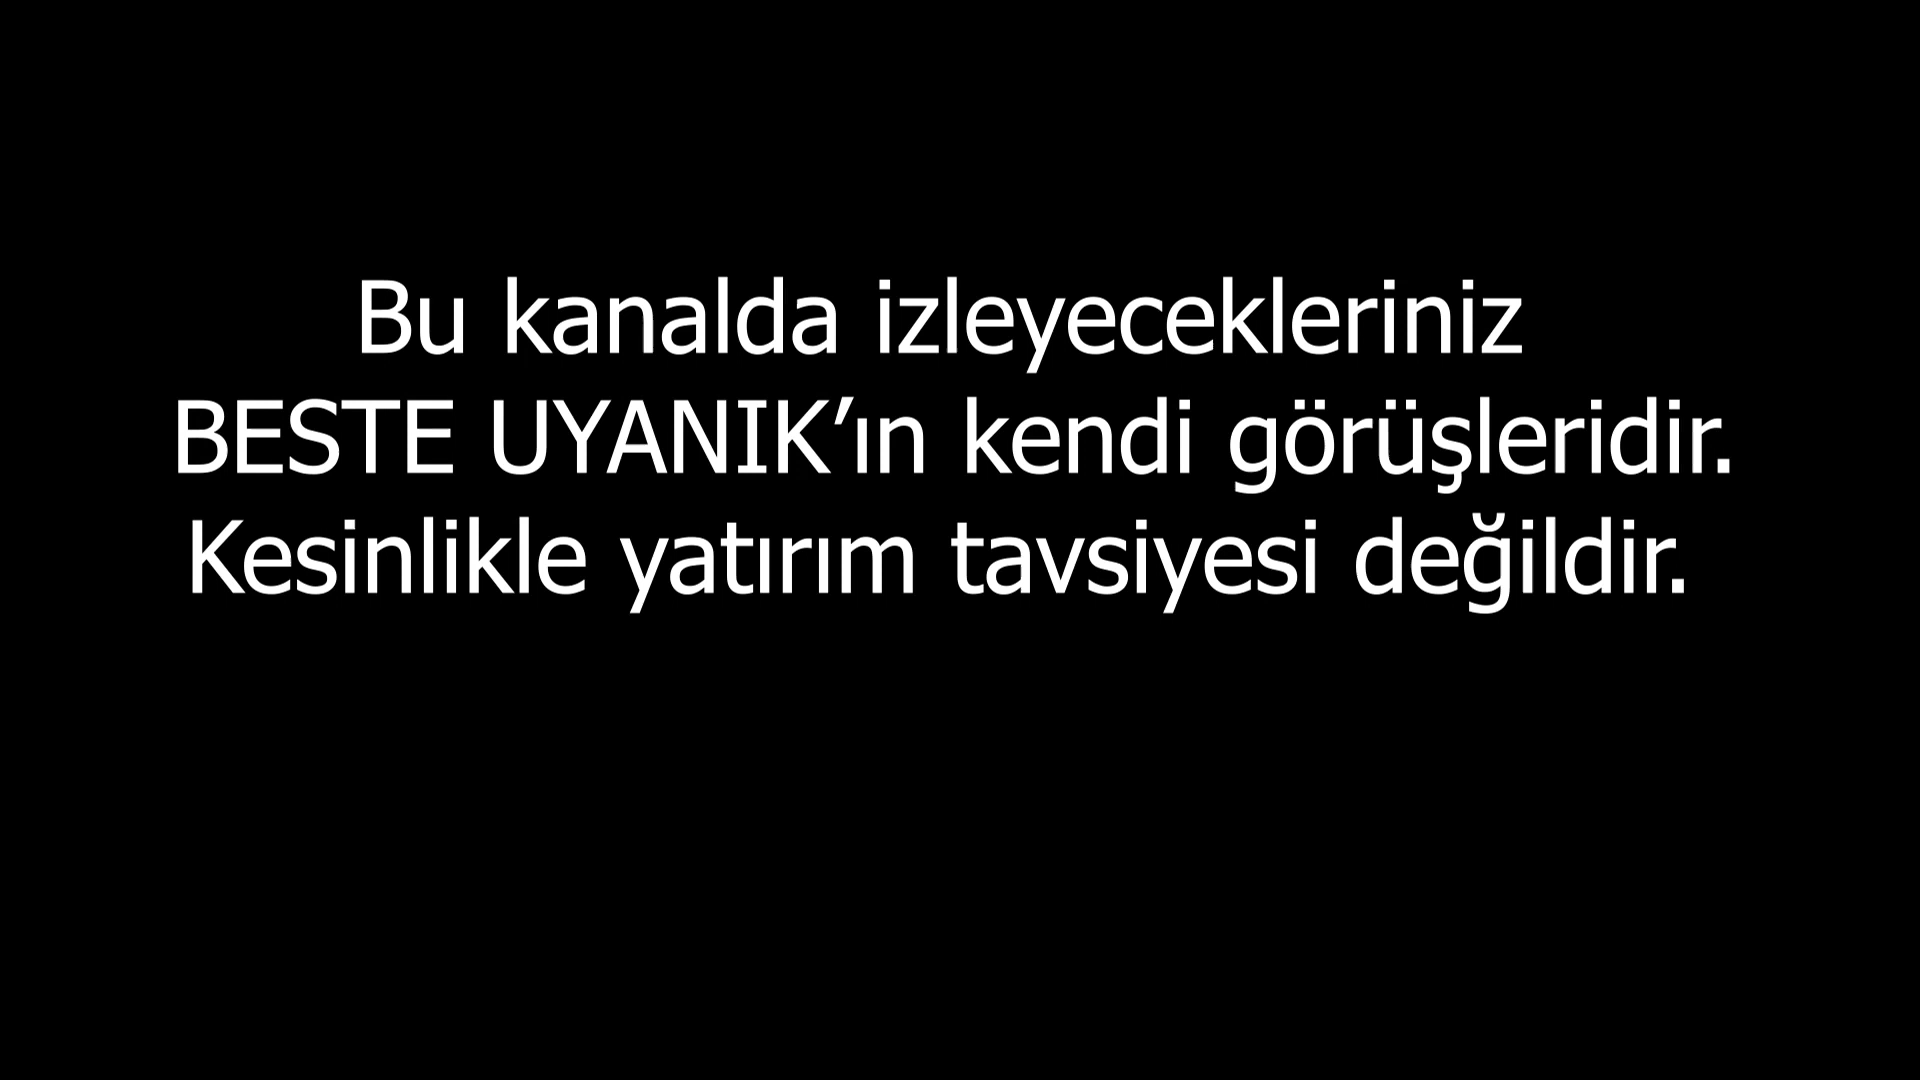 Bu kanalda izleyecekleriniz
BESTE UYANIK’ın kendi görüşleridir.
Kesinlikle yatırım tavsiyesi değildir.